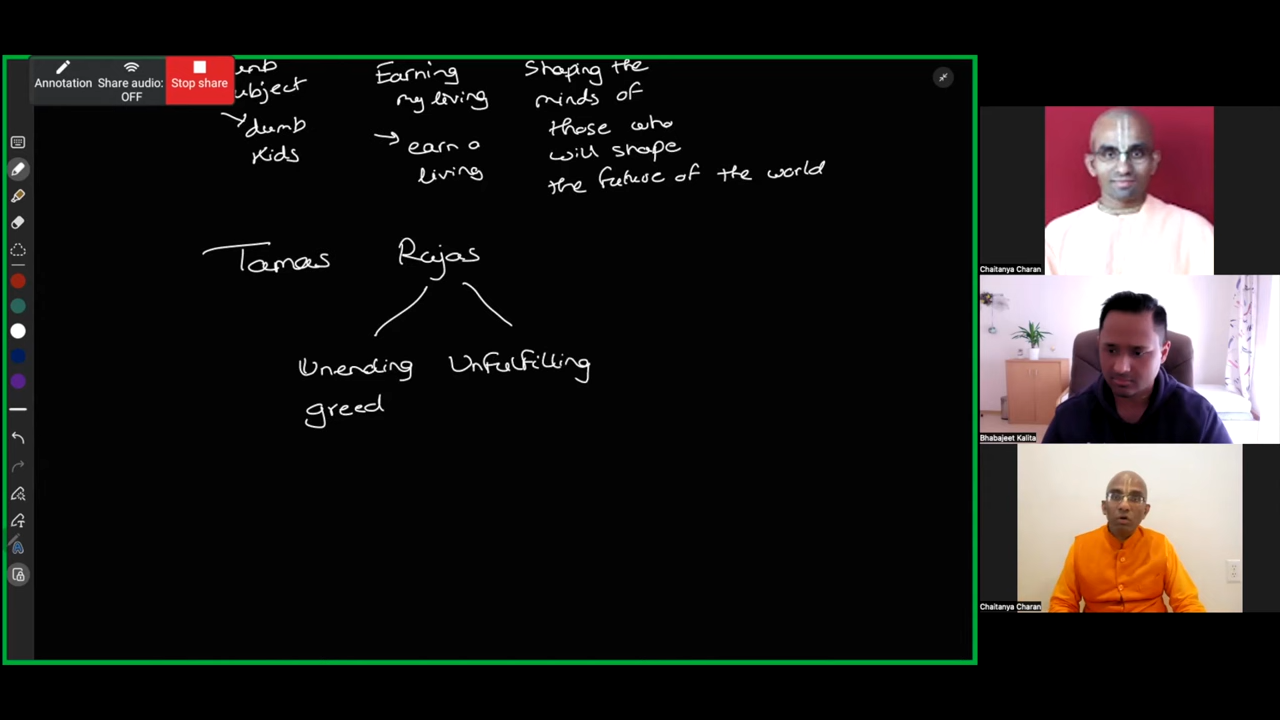 Annotation
Share audio:
OFF
Stop share
ubject
dumb
kids
Earning
my living
earn a
living
Shaping the
minds of
those who
will shape
the future of the world
Tamas Rajas
Unending Unfulfilling
greed
Chaitanya Charan
Bhabajeet Kalita
Chaitanya Charan